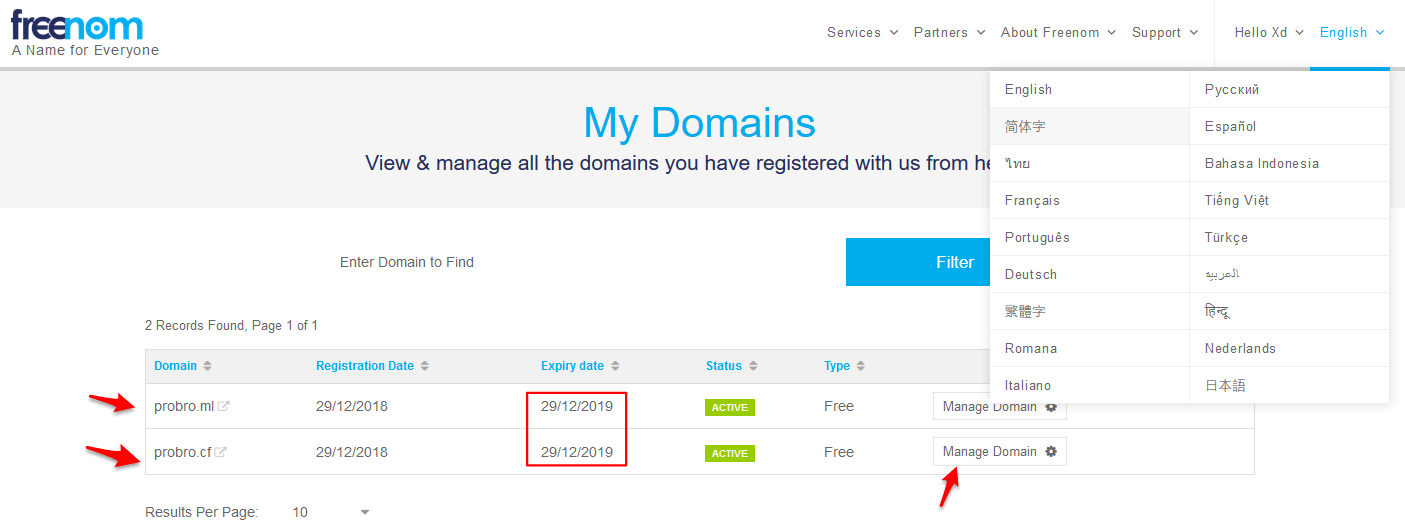 freenom
A Name for Everyone
Services Partners About Freenom Support Hello Xd English
English Русский
简体字 Español
ไทย Bahasa Indonesia
Français Tiếng Việt
Português Türkçe
Deutsch العربية
繁體字 हिन्दू
Romana Nederlands
Italiano 日本語
My Domains
View & manage all the domains you have registered with us from
Enter Domain to Find Filter
2 Records Found, Page 1 of 1
Domain Registration Date Expiry date Status Type
probro.ml 29/12/2018 29/12/2019 ACTIVE Free Manage Domain
probro.cf 29/12/2018 29/12/2019 ACTIVE Free Manage Domain
Results Per Page: 10